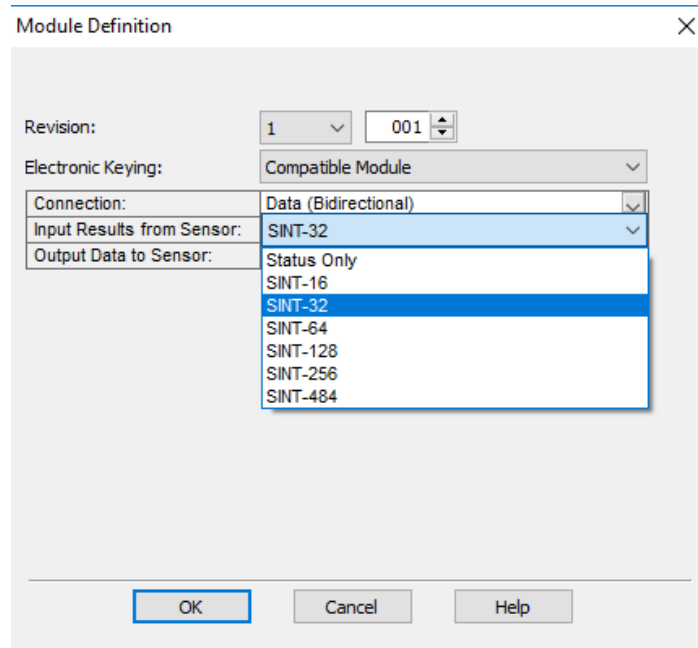 Module Definition
Revision: 1 001
Electronic Keying: Compatible Module
Connection: Data (Bidirectional)
Input Results from Sensor: SINT-32
Output Data to Sensor:
Status Only
SINT-16
SINT-32
SINT-64
SINT-128
SINT-256
SINT-484
OK Cancel Help